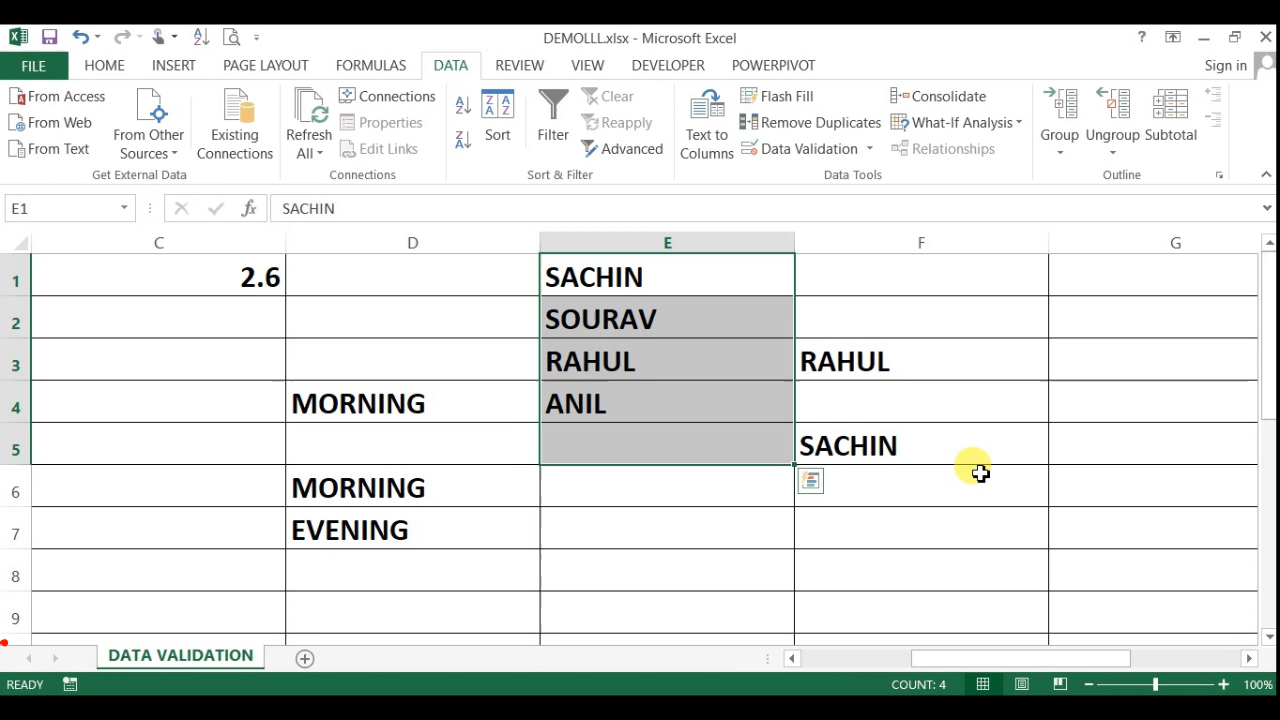 DEMOLLL.xlsx - Microsoft Excel
?
FILE HOME INSERT PAGE LAYOUT FORMULAS DATA REVIEW VIEW DEVELOPER POWERPIVOT Sign in
From Access
From Web
From Text
From Other
Sources
Existing
Connections
Get External Data
Refresh
All
Connections
Properties
Edit Links
Connections
Sort
Filter
Clear
Reapply
Advanced
Sort & Filter
Text to
Columns
Flash Fill
Remove Duplicates
Data Validation
Consolidate
What-If Analysis
Relationships
Data Tools
Group
Ungroup
Subtotal
Outline
E1 fx SACHIN
C D E F G
1 2.6 SACHIN
2 SOURAV
3 RAHUL RAHUL
4 MORNING ANIL
5 SACHIN
6 MORNING
7 EVENING
8
9
DATA VALIDATION
READY COUNT: 4 100%